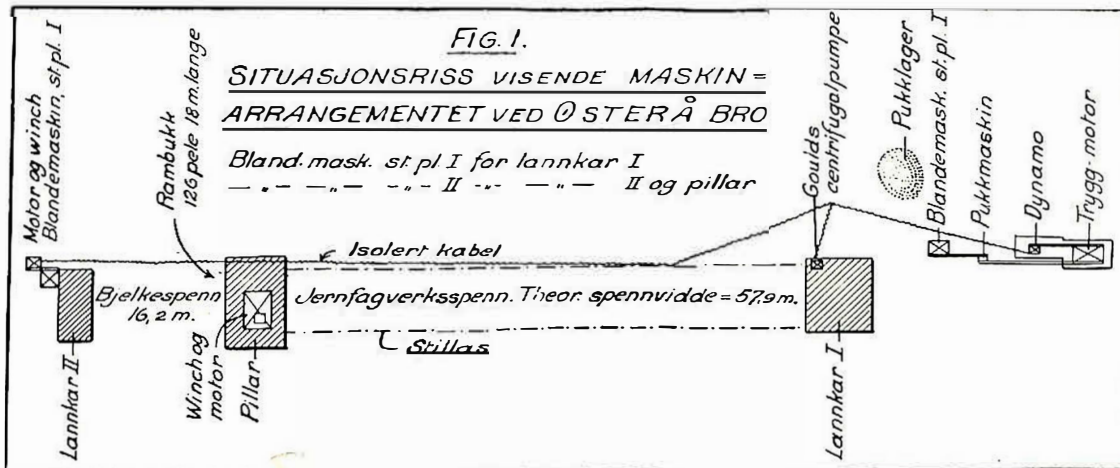 FIG. 1.
SITUASJONSRISS VISENDE MASKIN=
ARRANGEMENTET VED ØSTERÅ BRO
Bland. mask. st. pl. I for lannkar I
— „ — — -„- II -„- — „ — II og pillar
Motor og winch
Blandemaskin, st. pl. I
Rambukk
126 pele 18 m. lange
Isolert kabel
Goulds
centrifugalpumpe
Pukklager
Blandemask. st. pl. I
Pukkmaskin
Dynamo
Trygg-motor
Bjelkespenn
16,2 m.
Jernfagverksspenn. Theor. spennvidde = 57,9 m.
Stillas
Lannkar II
Winch og
motor
Pillar
Lannkar I